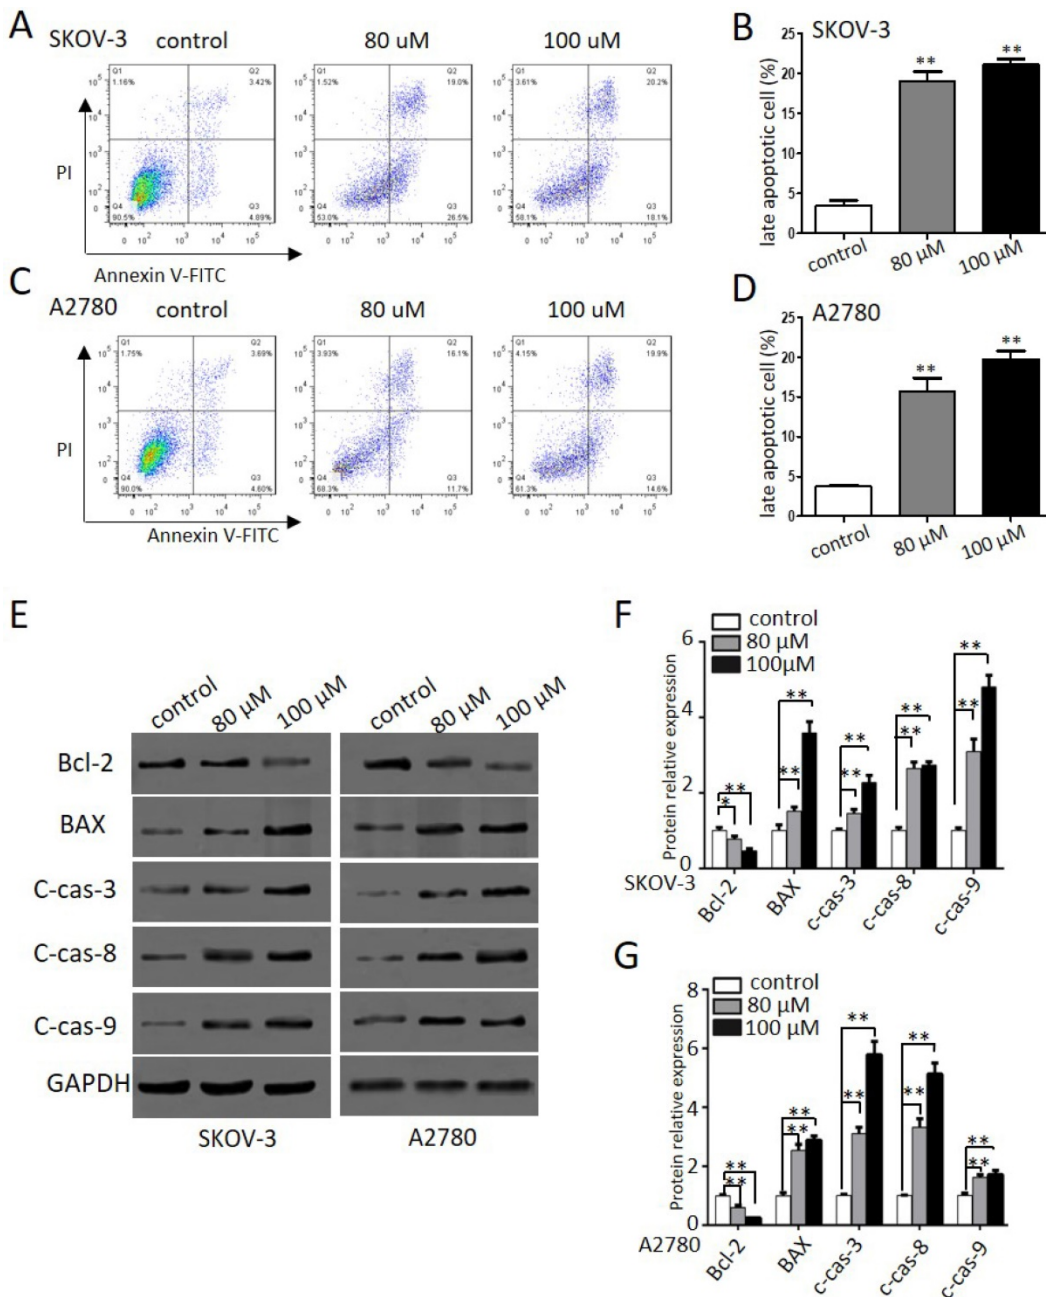 A
SKOV-3 control 80 uM 100 uM
Q1 1.16% Q2 3.42%
Q4 90.5% Q3 4.89%
Q1 1.52% Q2 19.0%
Q4 53.0% Q3 26.5%
Q1 3.61% Q2 20.2%
Q4 58.1% Q3 18.1%
PI
Annexin V-FITC
B
SKOV-3
late apoptotic cell (%)
25
20
15
10
5
0
** **
control 80 μM 100 μM
C
A2780 control 80 uM 100 uM
Q1 1.75% Q2 3.69%
Q4 90.0% Q3 4.60%
Q1 3.93% Q2 16.1%
Q4 68.3% Q3 11.7%
Q1 4.15% Q2 19.9%
Q4 61.3% Q3 14.6%
PI
Annexin V-FITC
D
A2780
late apoptotic cell (%)
25
20
15
10
5
0
** **
control 80 μM 100 μM
E
control 80 μM 100 μM control 80 μM 100 μM
Bcl-2
BAX
C-cas-3
C-cas-8
C-cas-9
GAPDH
SKOV-3 A2780
F
control
80 μM
100μM
Protein relative expression
6
4
2
0
** * ** ** ** ** ** ** ** **
SKOV-3
Bcl-2 BAX c-cas-3 c-cas-8 c-cas-9
G
control
80 μM
100 μM
Protein relative expression
8
6
4
2
0
** ** ** ** ** ** ** ** ** **
A2780
Bcl-2 BAX c-cas-3 c-cas-8 c-cas-9